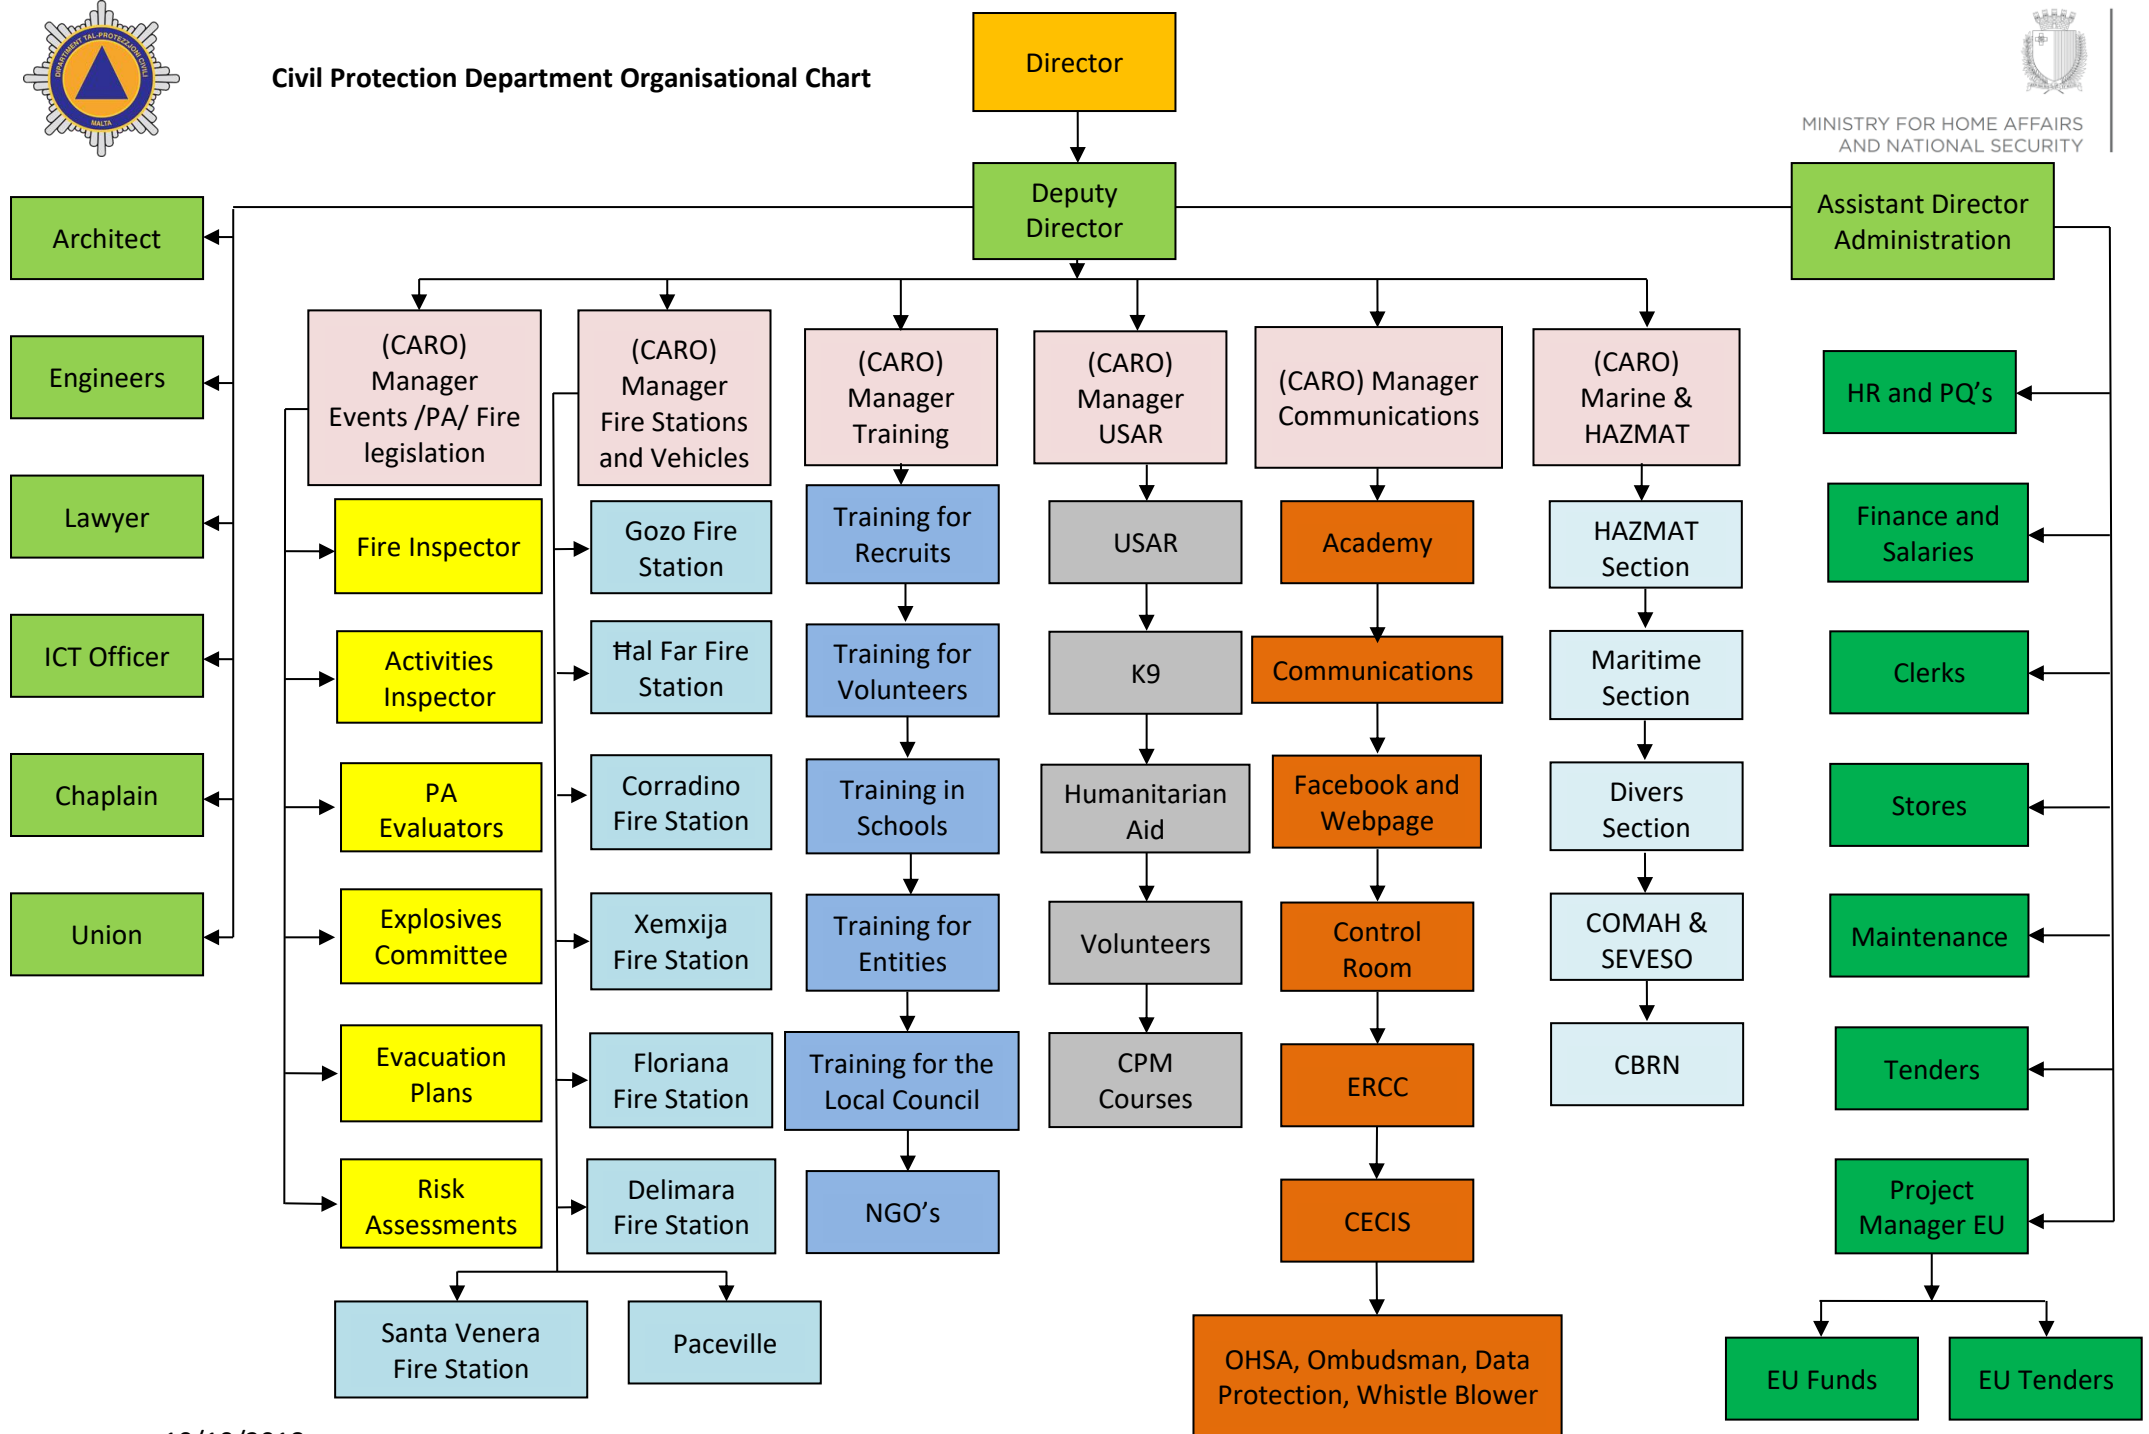 DIPARTIMENT TAL-PROTEZZJONI CIVILI
MALTA
Civil Protection Department Organisational Chart
Director
MINISTRY FOR HOME AFFAIRS
AND NATIONAL SECURITY
Deputy
Director
Assistant Director
Administration
Architect
Engineers
Lawyer
ICT Officer
Chaplain
Union
(CARO)
Manager
Events /PA/ Fire
legislation
Fire Inspector
Activities
Inspector
PA
Evaluators
Explosives
Committee
Evacuation
Plans
Risk
Assessments
(CARO)
Manager
Fire Stations
and Vehicles
Gozo Fire
Station
Ħal Far Fire
Station
Corradino
Fire Station
Xemxija
Fire Station
Floriana
Fire Station
Delimara
Fire Station
Santa Venera
Fire Station
Paceville
(CARO)
Manager
Training
Training for
Recruits
Training for
Volunteers
Training in
Schools
Training for
Entities
Training for the
Local Council
NGO’s
(CARO)
Manager
USAR
USAR
K9
Humanitarian
Aid
Volunteers
CPM
Courses
(CARO) Manager
Communications
Academy
Communications
Facebook and
Webpage
Control
Room
ERCC
CECIS
OHSA, Ombudsman, Data
Protection, Whistle Blower
(CARO)
Marine &
HAZMAT
HAZMAT
Section
Maritime
Section
Divers
Section
COMAH &
SEVESO
CBRN
HR and PQ’s
Finance and
Salaries
Clerks
Stores
Maintenance
Tenders
Project
Manager EU
EU Funds
EU Tenders